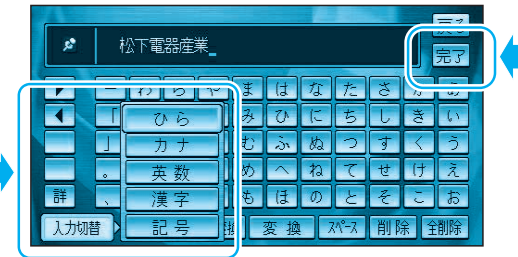 戻る
松下電器産業_
完了
ー わ ら や ま は な た さ か あ
「 ひら み ひ に ち し き い
」 カナ む ふ ぬ つ す く う
。 英数 め へ ね て せ け え
詳 、 漢字 も ほ の と そ こ お
入力切替 記号 換 変換 スペース 削除 全削除